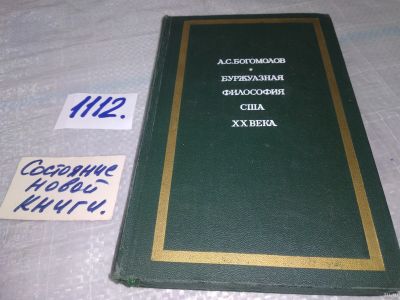 А.С.БОГОМОЛОВ
БУРЖУАЗНАЯ
ФИЛОСОФИЯ
США
XX ВЕКА
1112.
Состояние
новой
книги.